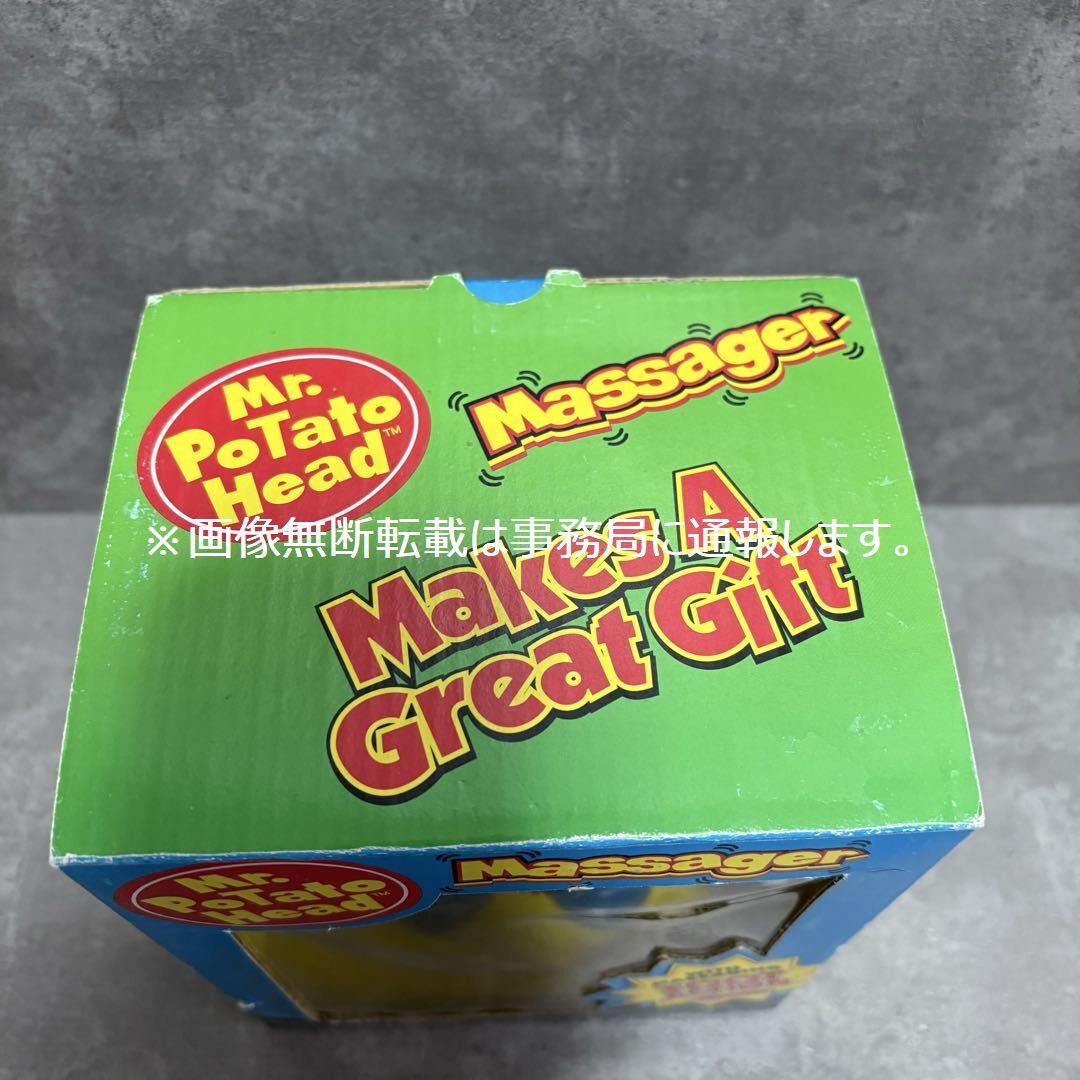 Mr.
PoTaTo
Head™
Massager
※画像無断転載は事務局に通報します。
Makes A
Great Gift
Mr.
PoTaTo
Head™
Massager